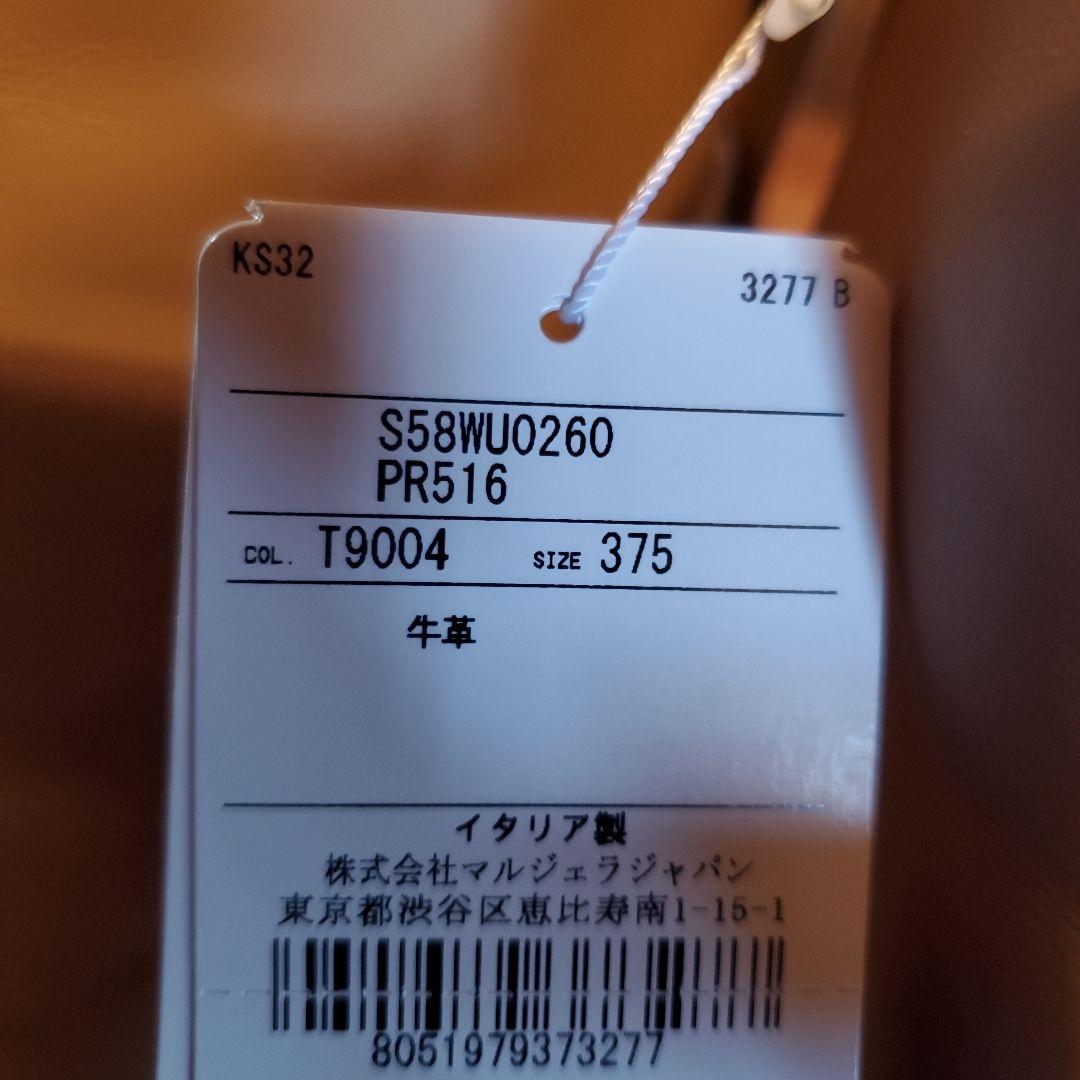 KS32
3277 B
S58WU0260
PR516
COL. T9004 SIZE 375
牛革
イタリア製
株式会社マルジェラジャパン
東京都渋谷区恵比寿南1-15-1
8051979373277